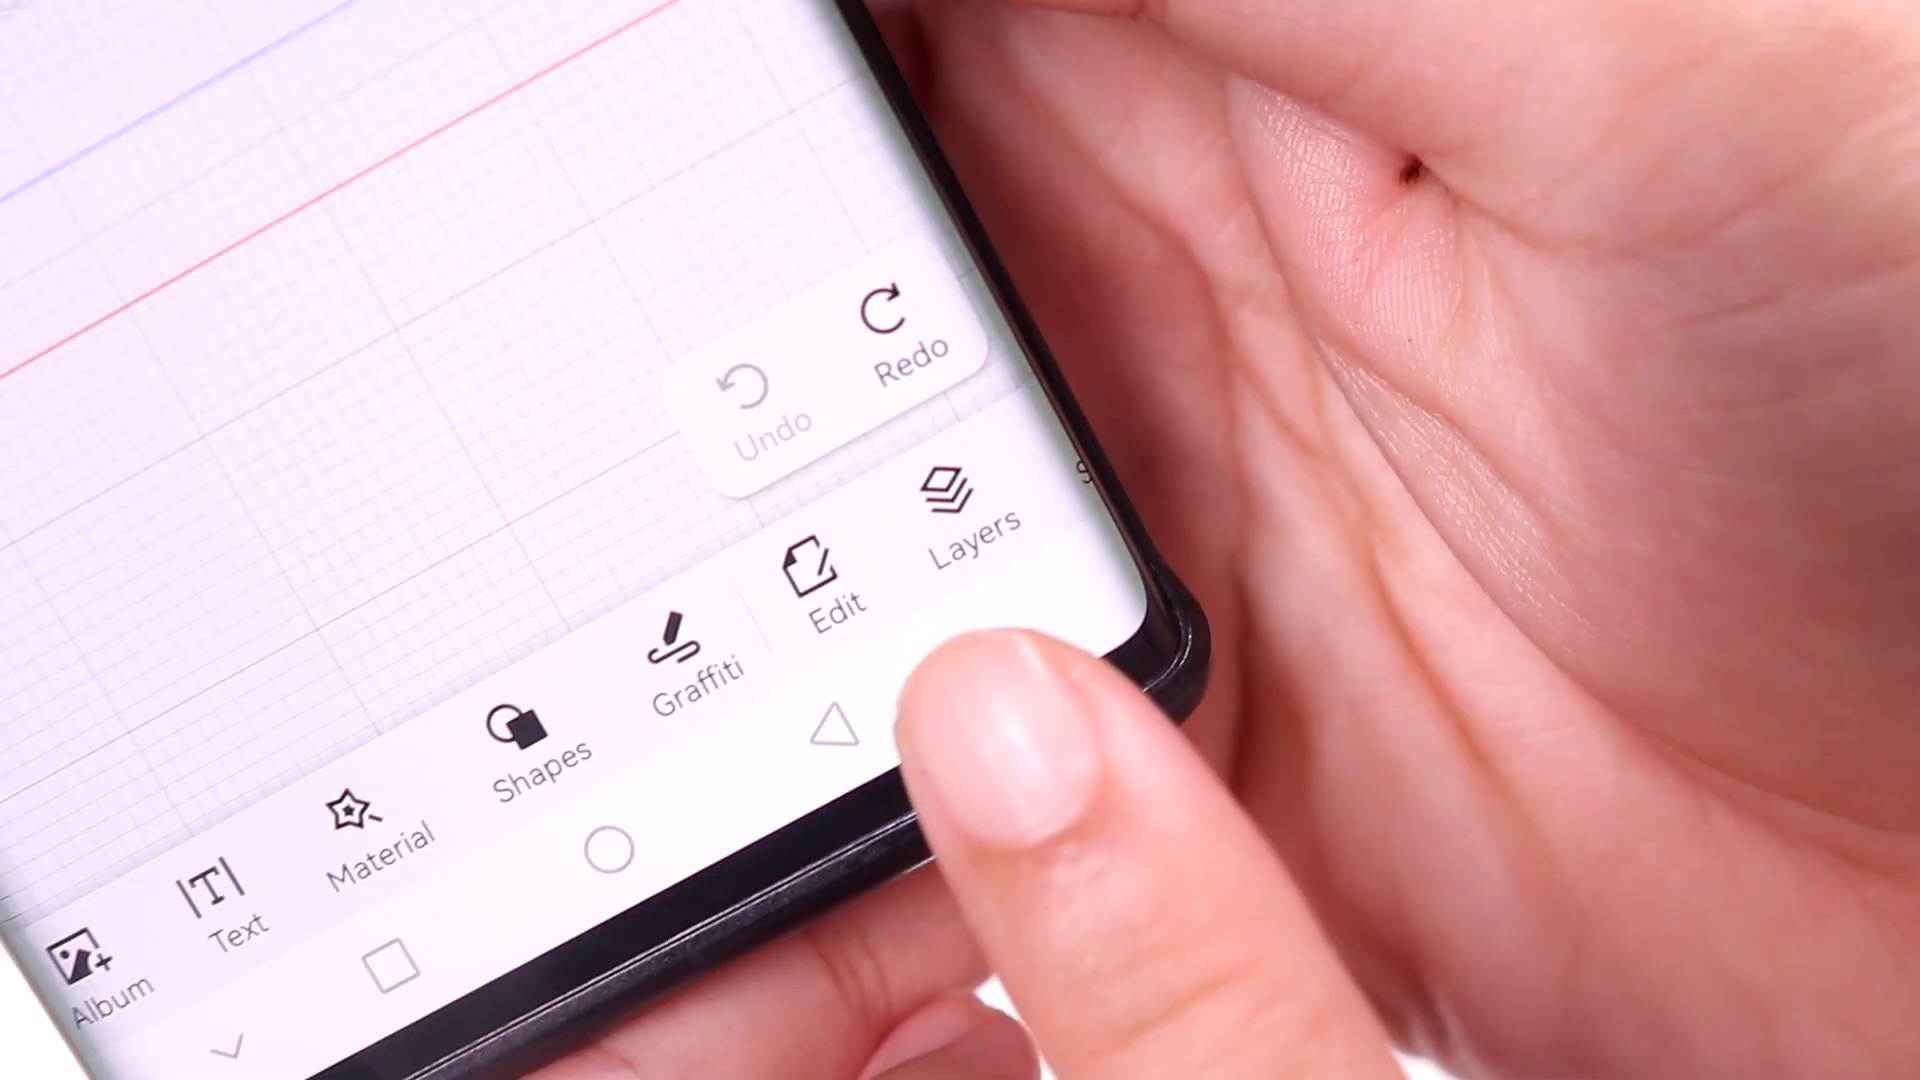 Undo
Redo
Album
Text
Material
Shapes
Graffiti
Edit
Layers